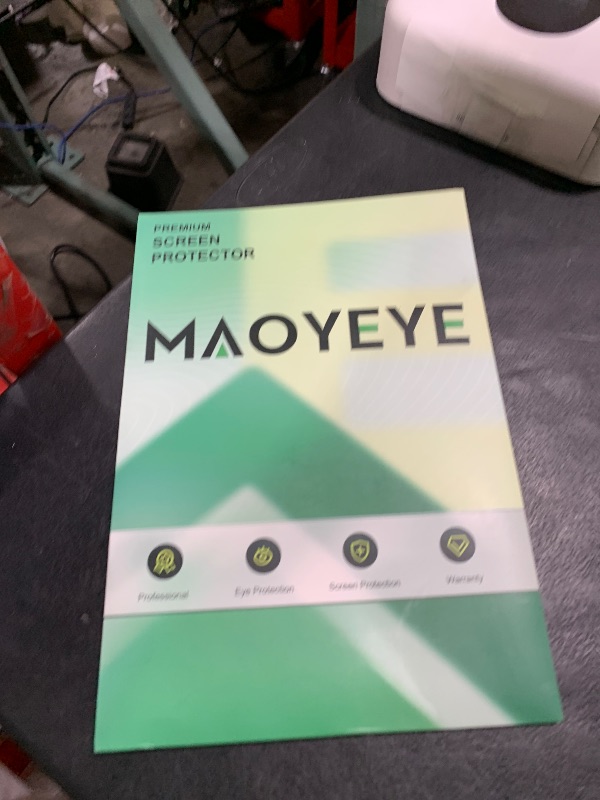 PREMIUM
SCREEN
PROTECTOR
MAOYEYE
Professional
Eye Protection
Screen Protection
Warranty